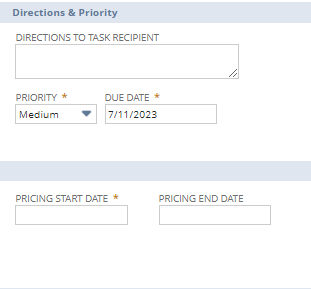 Directions & Priority
DIRECTIONS TO TASK RECIPIENT
PRIORITY * DUE DATE *
Medium 7/11/2023
PRICING START DATE * PRICING END DATE